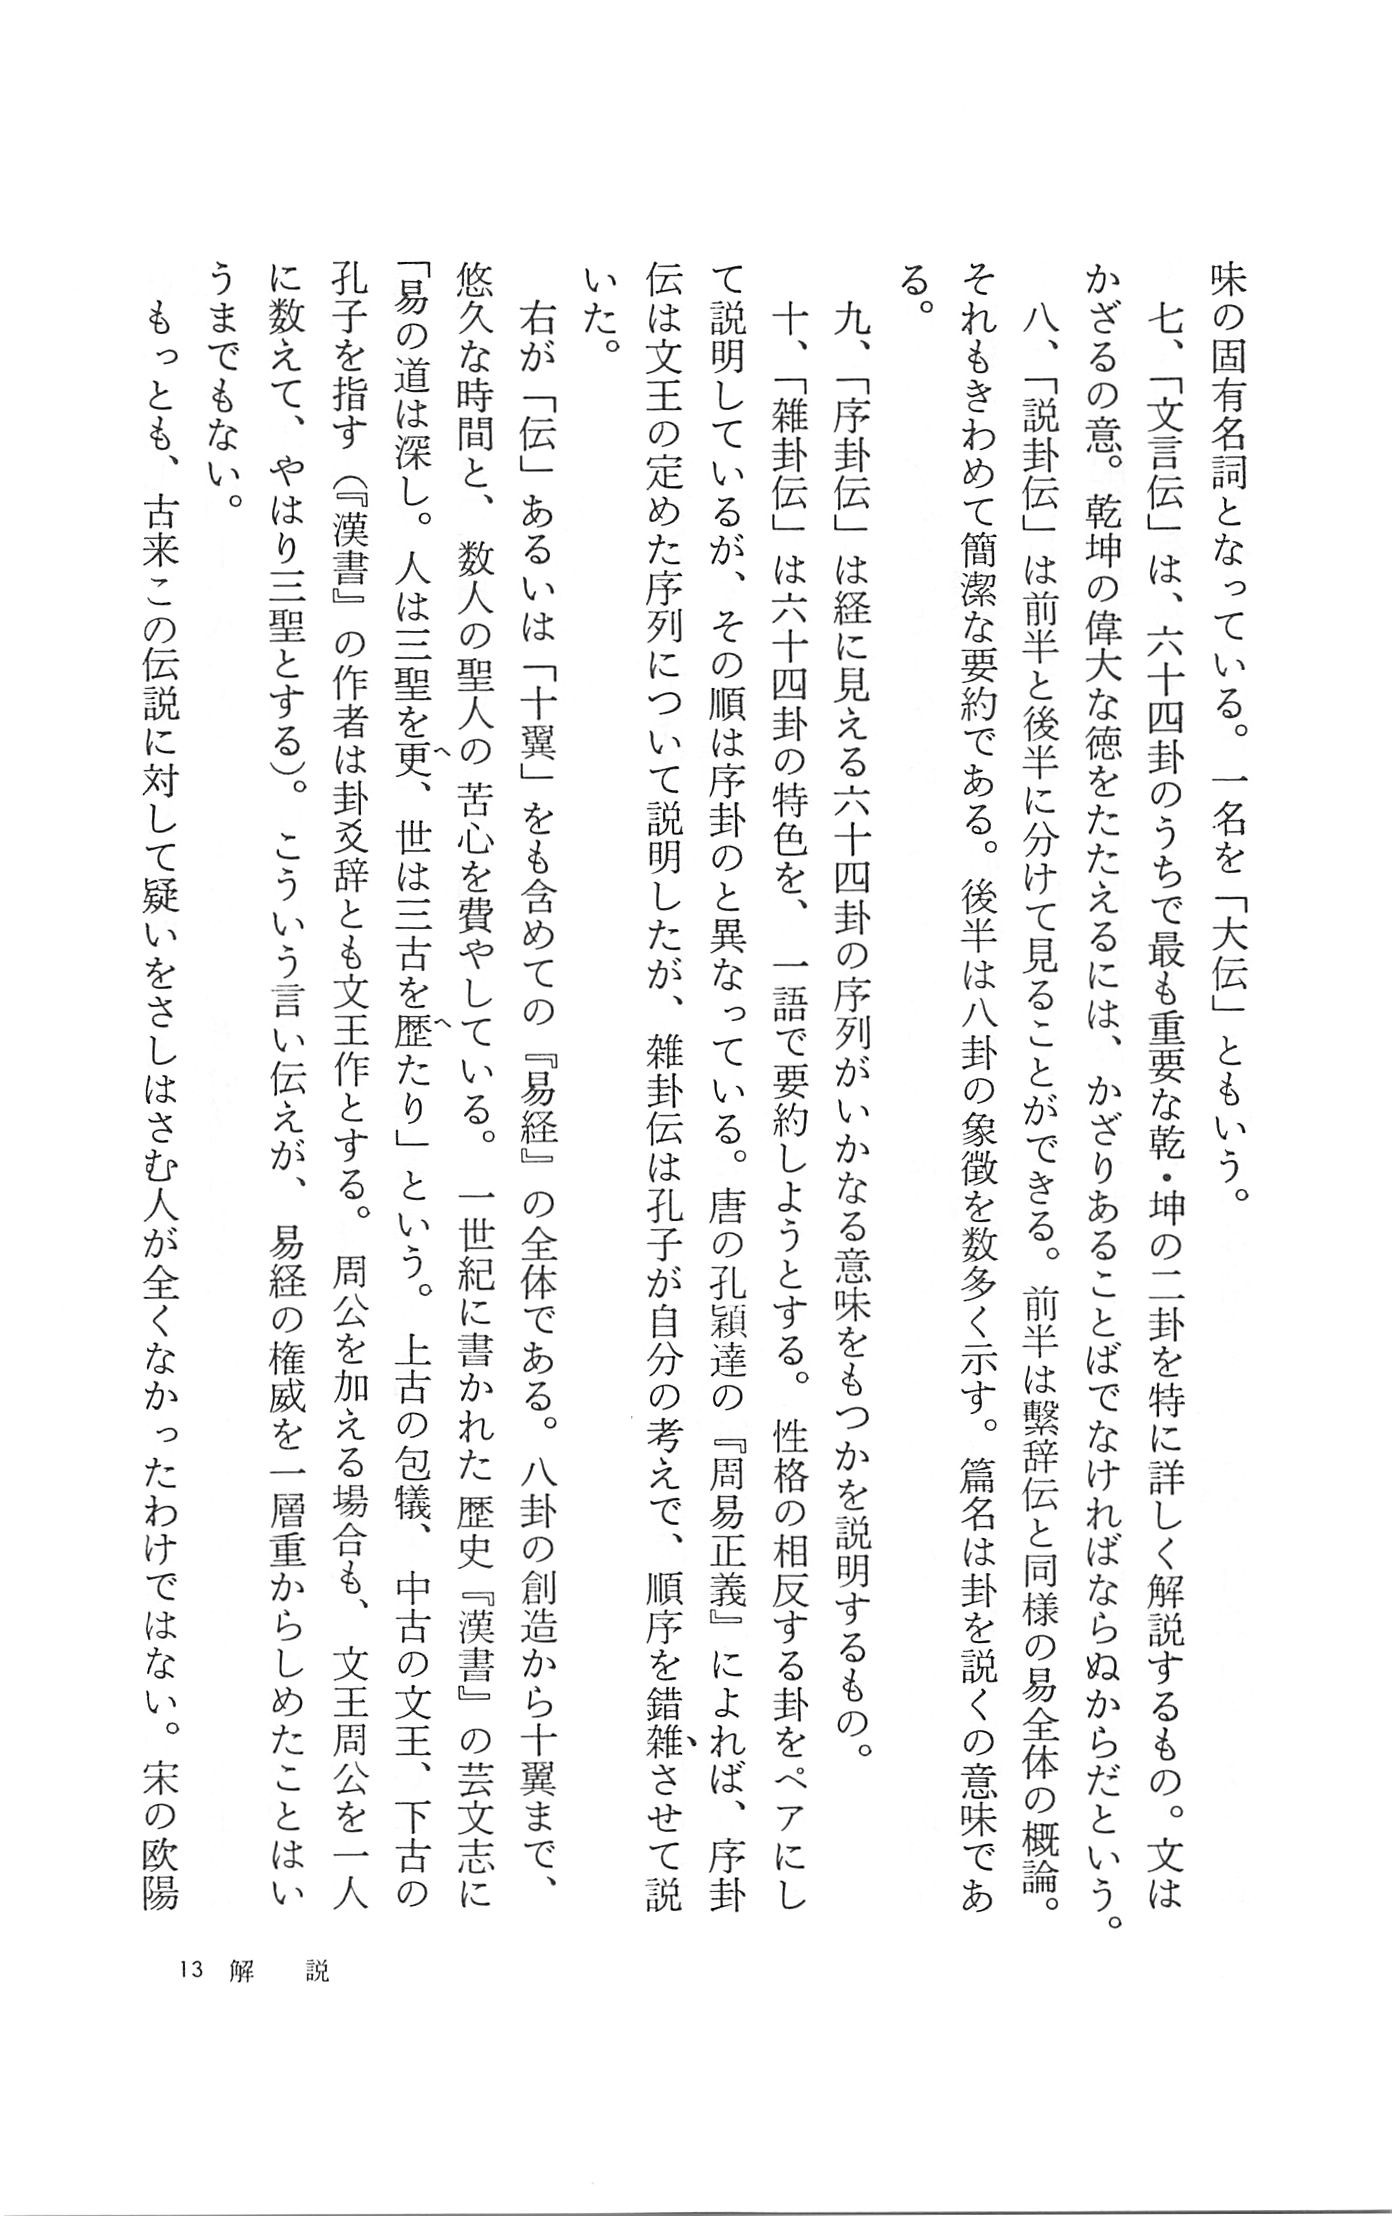 味の固有名詞となっている。一名を「大伝」ともいう。
七、「文言伝」は、六十四卦のうちで最も重要な乾・坤の二卦を特に詳しく解説するもの。文は
かざるの意。乾坤の偉大な徳をたたえるには、かざりあることばでなければならぬからだという。
八、「説卦伝」は前半と後半に分けて見ることができる。前半は繫辞伝と同様の易全体の概論。
それもきわめて簡潔な要約である。後半は八卦の象徴を数多く示す。篇名は卦を説くの意味であ
る。
九、「序卦伝」は経に見える六十四卦の序列がいかなる意味をもつかを説明するもの。
十、「雑卦伝」は六十四卦の特色を、一語で要約しようとする。性格の相反する卦をペアにし
て説明しているが、その順は序卦のと異なっている。唐の孔穎達の『周易正義』によれば、序卦
伝は文王の定めた序列について説明したが、雑卦伝は孔子が自分の考えで、順序を錯雑させて説
いた。
右が「伝」あるいは「十翼」をも含めての『易経』の全体である。八卦の創造から十翼まで、
悠久な時間と、数人の聖人の苦心を費やしている。一世紀に書かれた歴史『漢書』の芸文志に
「易の道は深し。人は三聖を更へ、世は三古を歴へたり」という。上古の包犠、中古の文王、下古の
孔子を指す（『漢書』の作者は卦爻辞とも文王作とする。周公を加える場合も、文王周公を一人
に数えて、やはり三聖とする）。こういう言い伝えが、易経の権威を一層重からしめたことはい
うまでもない。
もっとも、古来この伝説に対して疑いをさしはさむ人が全くなかったわけではない。宋の欧陽
13 解 説